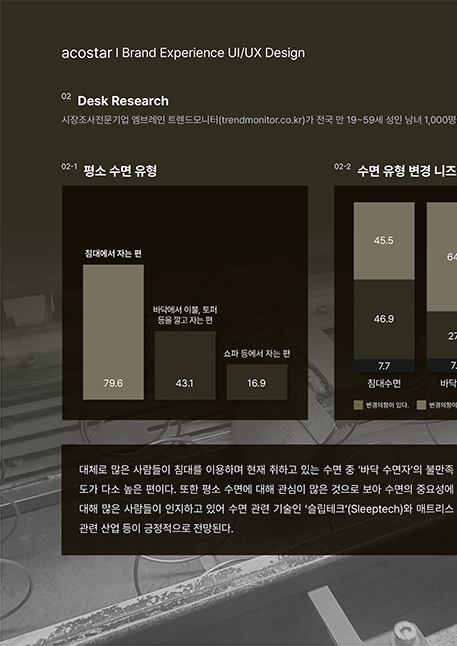 acostar | Brand Experience UI/UX Design
02 Desk Research
시장조사전문기업 엠브레인 트렌드모니터(trendmonitor.co.kr)가 전국 만 19~59세 성인 남녀 1,000명
02-1 평소 수면 유형
침대에서 자는 편
79.6
바닥에서 이불, 토퍼
등을 깔고 자는 편
43.1
쇼파 등에서 자는 편
16.9
02-2 수면 유형 변경 니즈
45.5
46.9
7.7
침대수면
64
27
7.
바닥
변경의향이 있다.
변경의향이
대체로 많은 사람들이 침대를 이용하며 현재 취하고 있는 수면 중 '바닥 수면자'의 불만족
도가 다소 높은 편이다. 또한 평소 수면에 대해 관심이 많은 것으로 보아 수면의 중요성에
대해 많은 사람들이 인지하고 있어 수면 관련 기술인 '슬립테크'(Sleeptech)와 매트리스
관련 산업 등이 긍정적으로 전망된다.